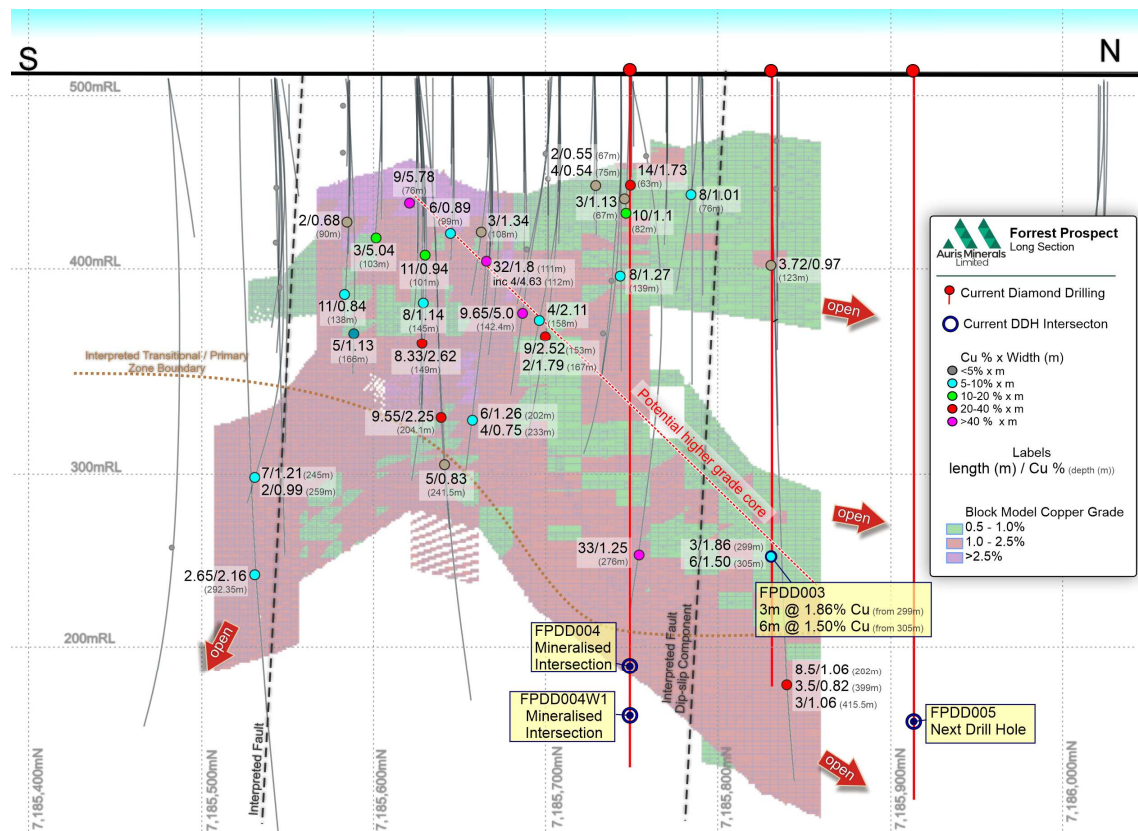 S
N
500mRL
400mRL
300mRL
200mRL
2/0.55 (67m)
4/0.54 (75m)
14/1.73
(63m)
9/5.78
(76m)
6/0.89
(99m)
3/1.13
(67m)
10/1.1
(82m)
8/1.01
(76m)
2/0.68
(90m)
3/5.04
(103m)
11/0.94
(101m)
3/1.34
(108m)
32/1.8 (111m)
inc 4/4.63 (112m)
8/1.27
(139m)
3.72/0.97
(123m)
11/0.84
(138m)
8/1.14
(145m)
9.65/5.0
(142.4m)
4/2.11
(158m)
5/1.13
(166m)
8.33/2.62
(149m)
9/2.52 (153m)
2/1.79 (167m)
Interpreted Transitional / Primary
Zone Boundary
9.55/2.25
(204.1m)
6/1.26 (202m)
4/0.75 (233m)
5/0.83
(241.5m)
7/1.21 (245m)
2/0.99 (259m)
2.65/2.16
(292.35m)
33/1.25
(276m)
3/1.86 (299m)
6/1.50 (305m)
Potential higher grade core
open
open
open
open
FPDD003
3m @ 1.86% Cu (from 299m)
6m @ 1.50% Cu (from 305m)
FPDD004
Mineralised
Intersection
FPDD004W1
Mineralised
Intersection
8.5/1.06 (202m)
3.5/0.82 (399m)
3/1.06 (415.5m)
FPDD005
Next Drill Hole
Interpreted Fault
Interpreted Fault
Dip-slip Component
7,185,400mN
7,185,500mN
7,185,600mN
7,185,700mN
7,185,800mN
7,185,900mN
7,186,000mN
Auris Minerals
Limited
Forrest Prospect
Long Section
Current Diamond Drilling
Current DDH Intersecton
Cu % x Width (m)
<5% x m
5-10% x m
10-20 % x m
20-40 % x m
>40 % x m
Labels
length (m) / Cu % (depth (m))
Block Model Copper Grade
0.5 - 1.0%
1.0 - 2.5%
>2.5%